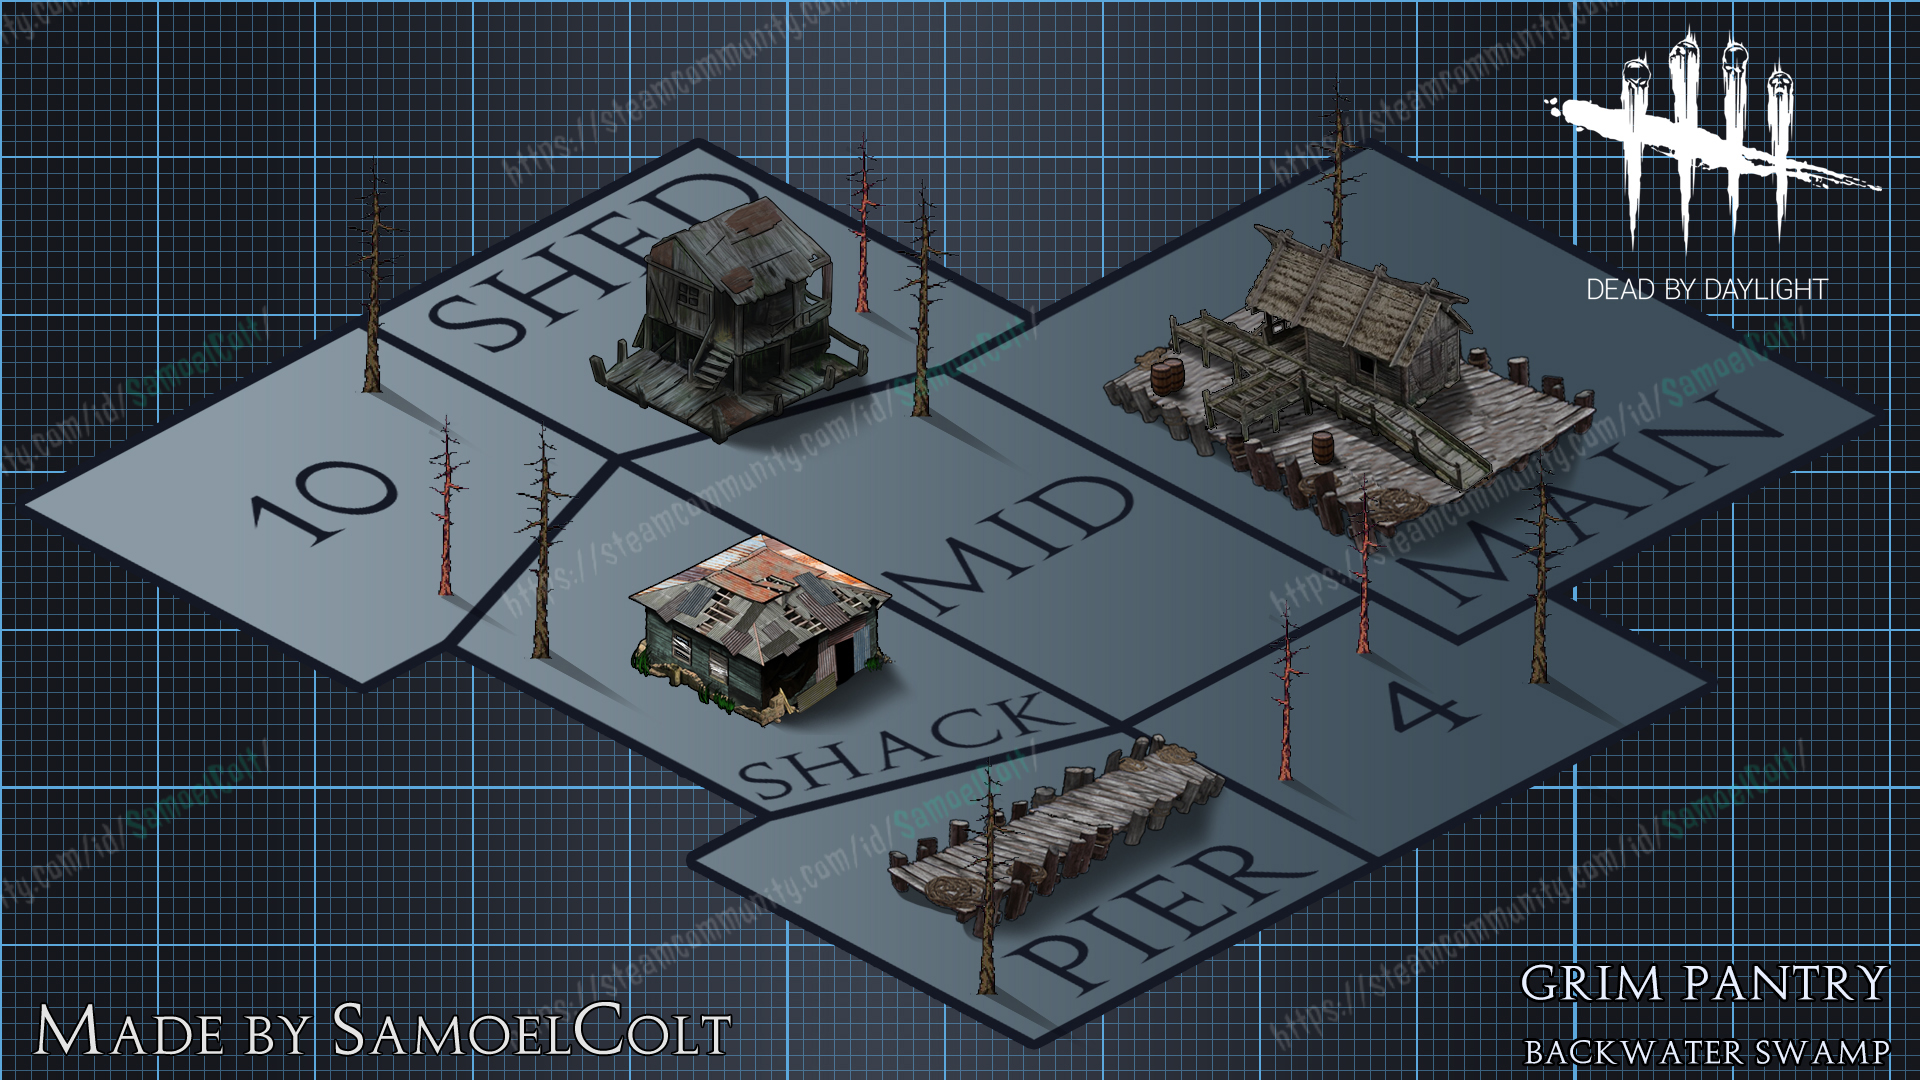 SHED
DEAD BY DAYLIGHT
10
MID
MAIN
SHACK
4
PIER
GRIM PANTRY
BACKWATER SWAMP
MADE BY SAMOELCOLT
https://steamcommunity.com/id/SamoelColt/